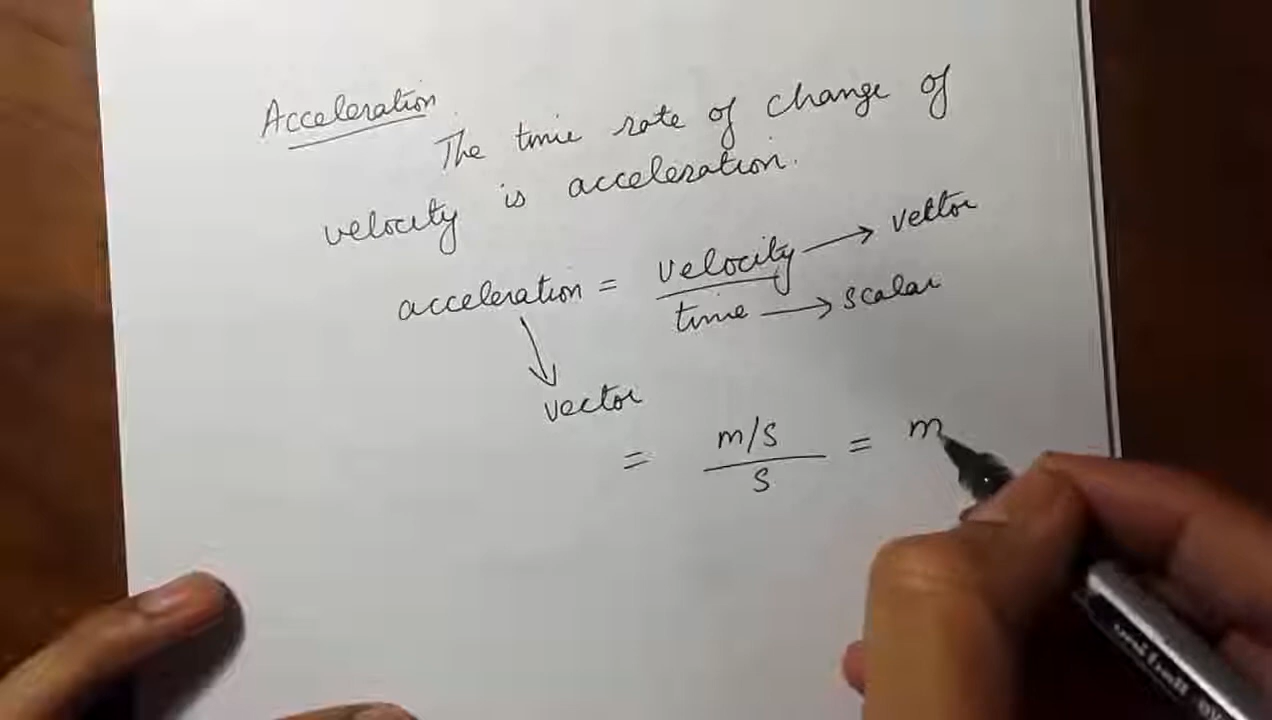 Acceleration
The time rate of change of
velocity is acceleration.
acceleration = velocity → vector
time → scalar
vector
= m/s = m
s